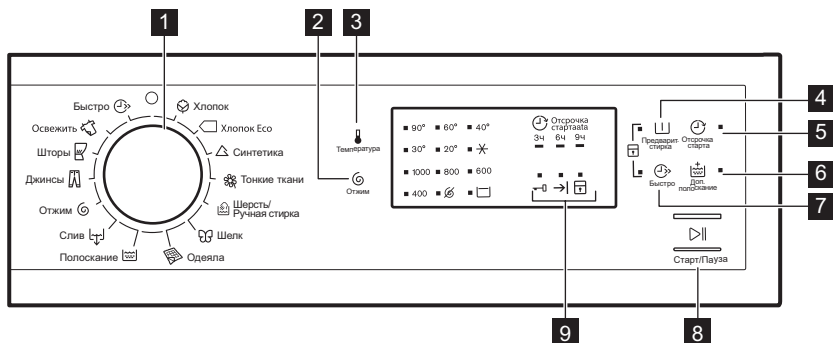 1
2
3
4
5
6
7
8
9
Быстро
Освежить
Шторы
Джинсы
Отжим
Слив
Полоскание
Хлопок
Хлопок Eco
Синтетика
Тонкие ткани
Шерсть/
Ручная стирка
Шелк
Одеяла
Температура
Отжим
90° 60° 40°
30° 20°
1000 800 600
400
Отсрочка
стартаata
3ч 6ч 9ч
Предварит.
стирка
Отсрочка
старта
Быстро
Доп.
полоскание
Старт/Пауза